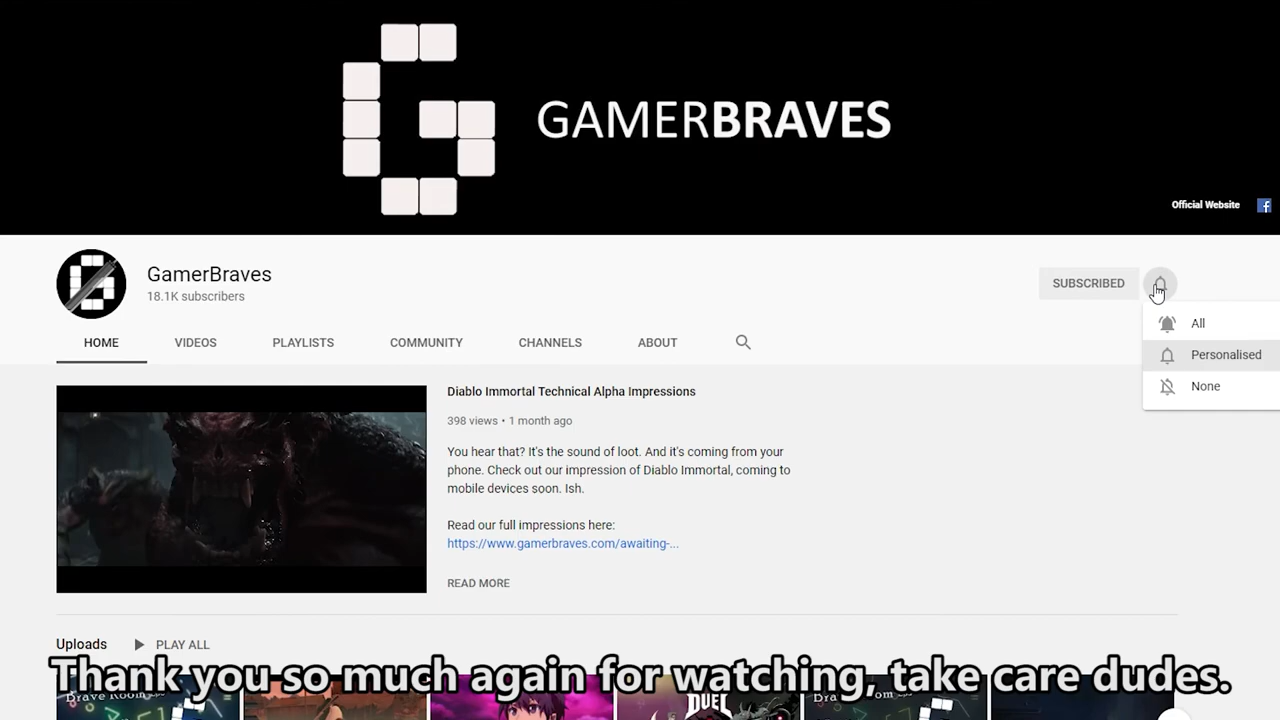 GAMERBRAVES
Official Website
GamerBraves
18.1K subscribers
SUBSCRIBED
All
Personalised
None
HOME VIDEOS PLAYLISTS COMMUNITY CHANNELS ABOUT
Diablo Immortal Technical Alpha Impressions
398 views • 1 month ago
You hear that? It's the sound of loot. And it's coming from your
phone. Check out our impression of Diablo Immortal, coming to
mobile devices soon. Ish.
Read our full impressions here:
https://www.gamerbraves.com/awaiting-...
READ MORE
Uploads PLAY ALL
Thank you so much again for watching, take care dudes.
DUEL